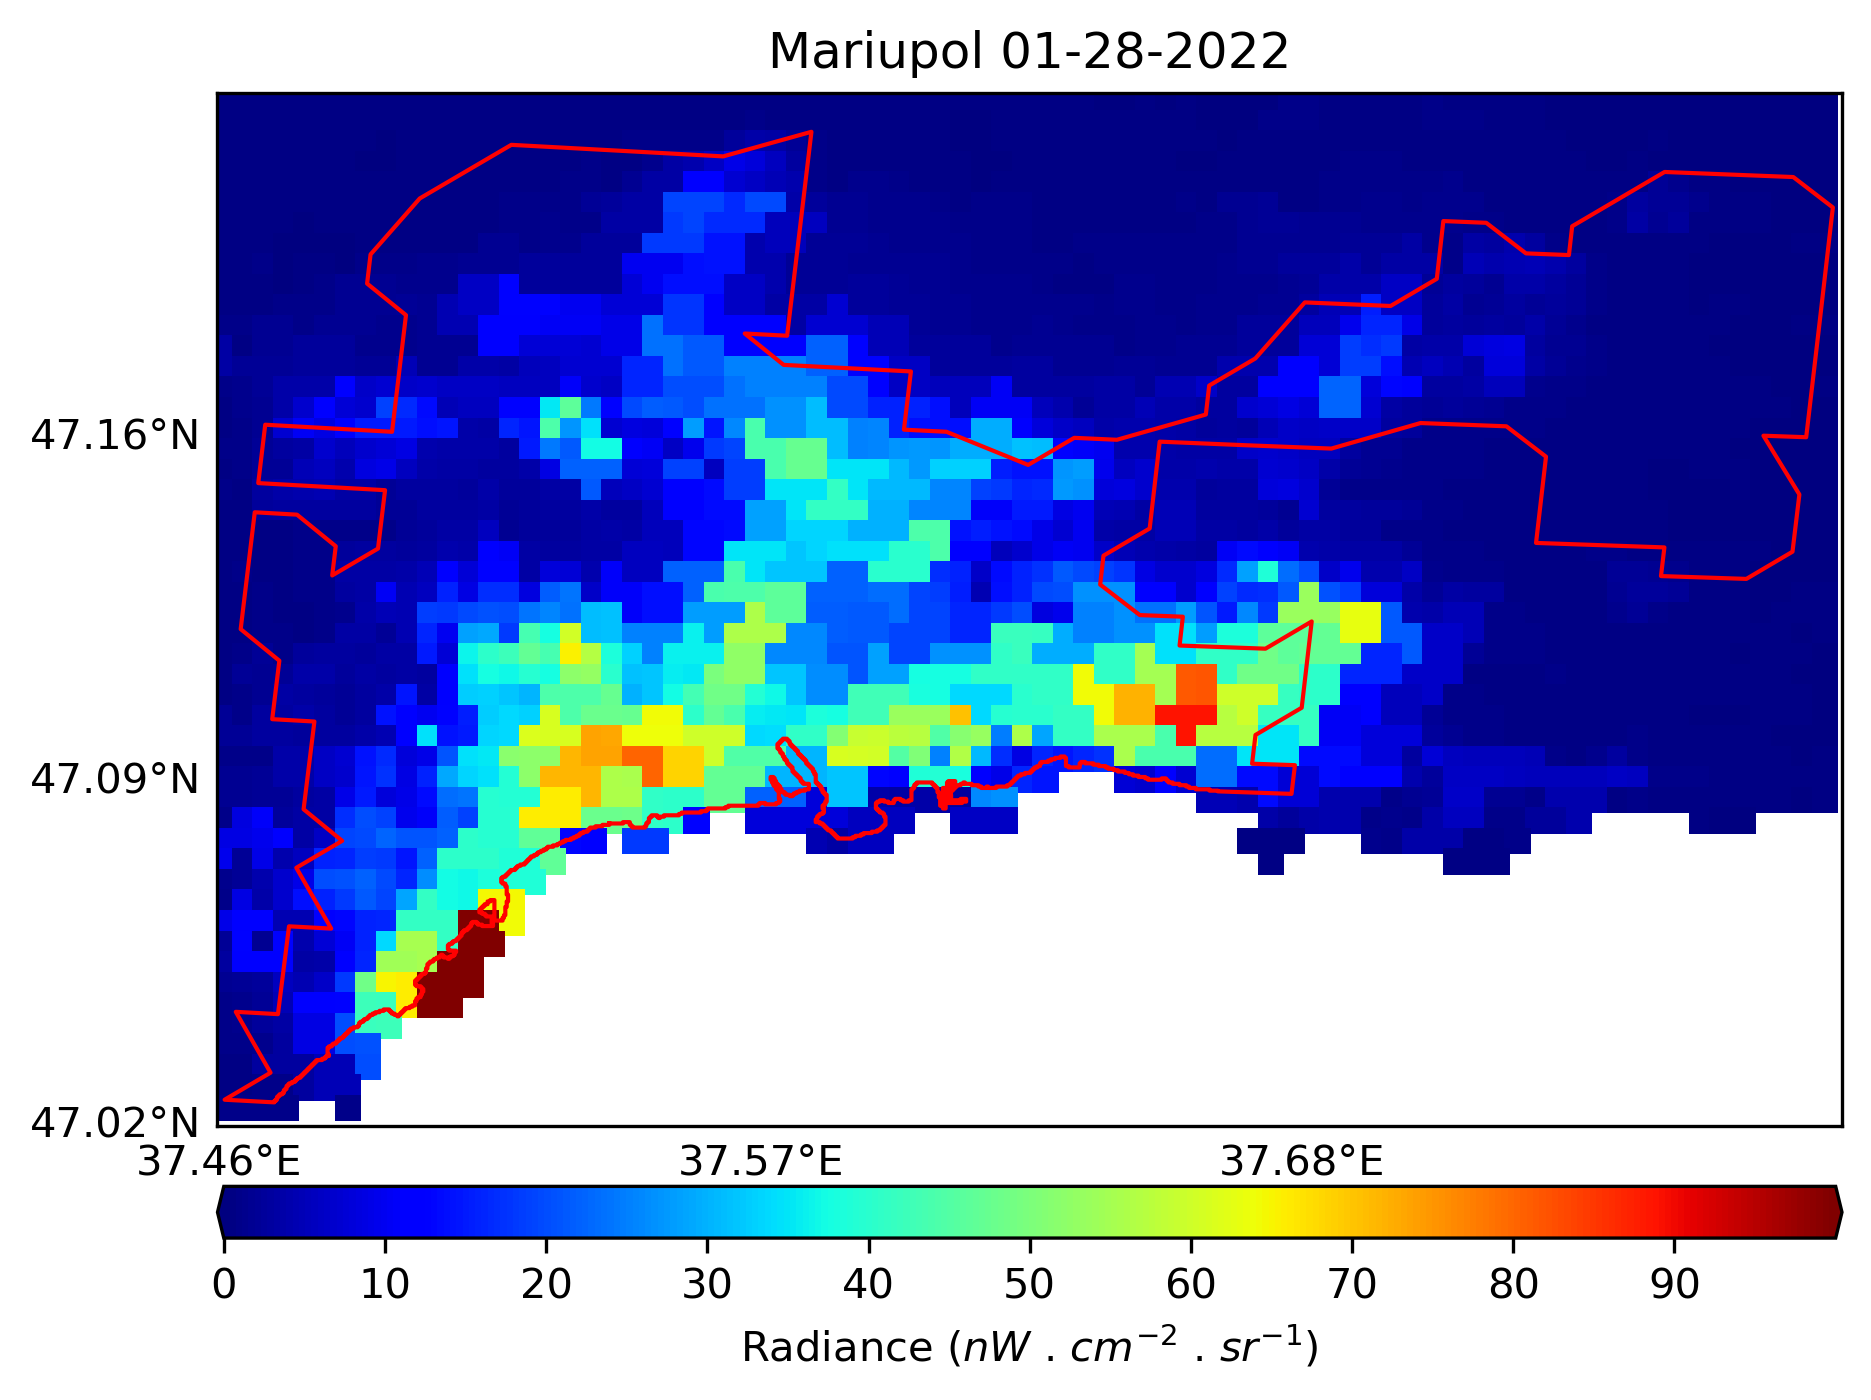 Mariupol 01-28-2022
47.16°N
47.09°N
47.02°N
37.46°E 37.57°E 37.68°E
0 10 20 30 40 50 60 70 80 90
Radiance (nW . cm⁻² . sr⁻¹)